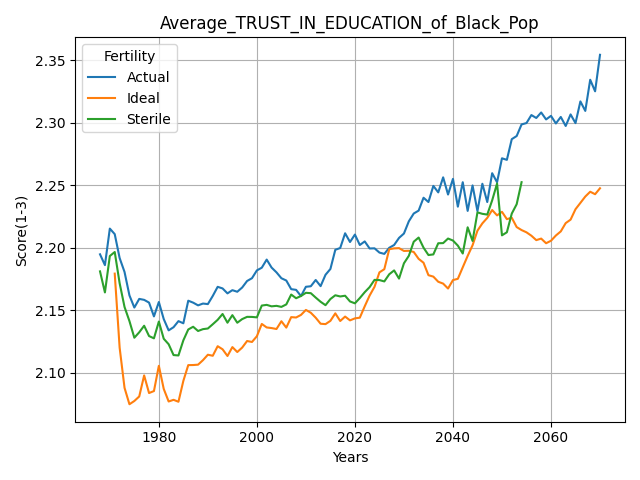 Average_TRUST_IN_EDUCATION_of_Black_Pop
Fertility
Actual
Ideal
Sterile
Score(1-3)
2.35
2.30
2.25
2.20
2.15
2.10
1980
2000
2020
2040
2060
Years